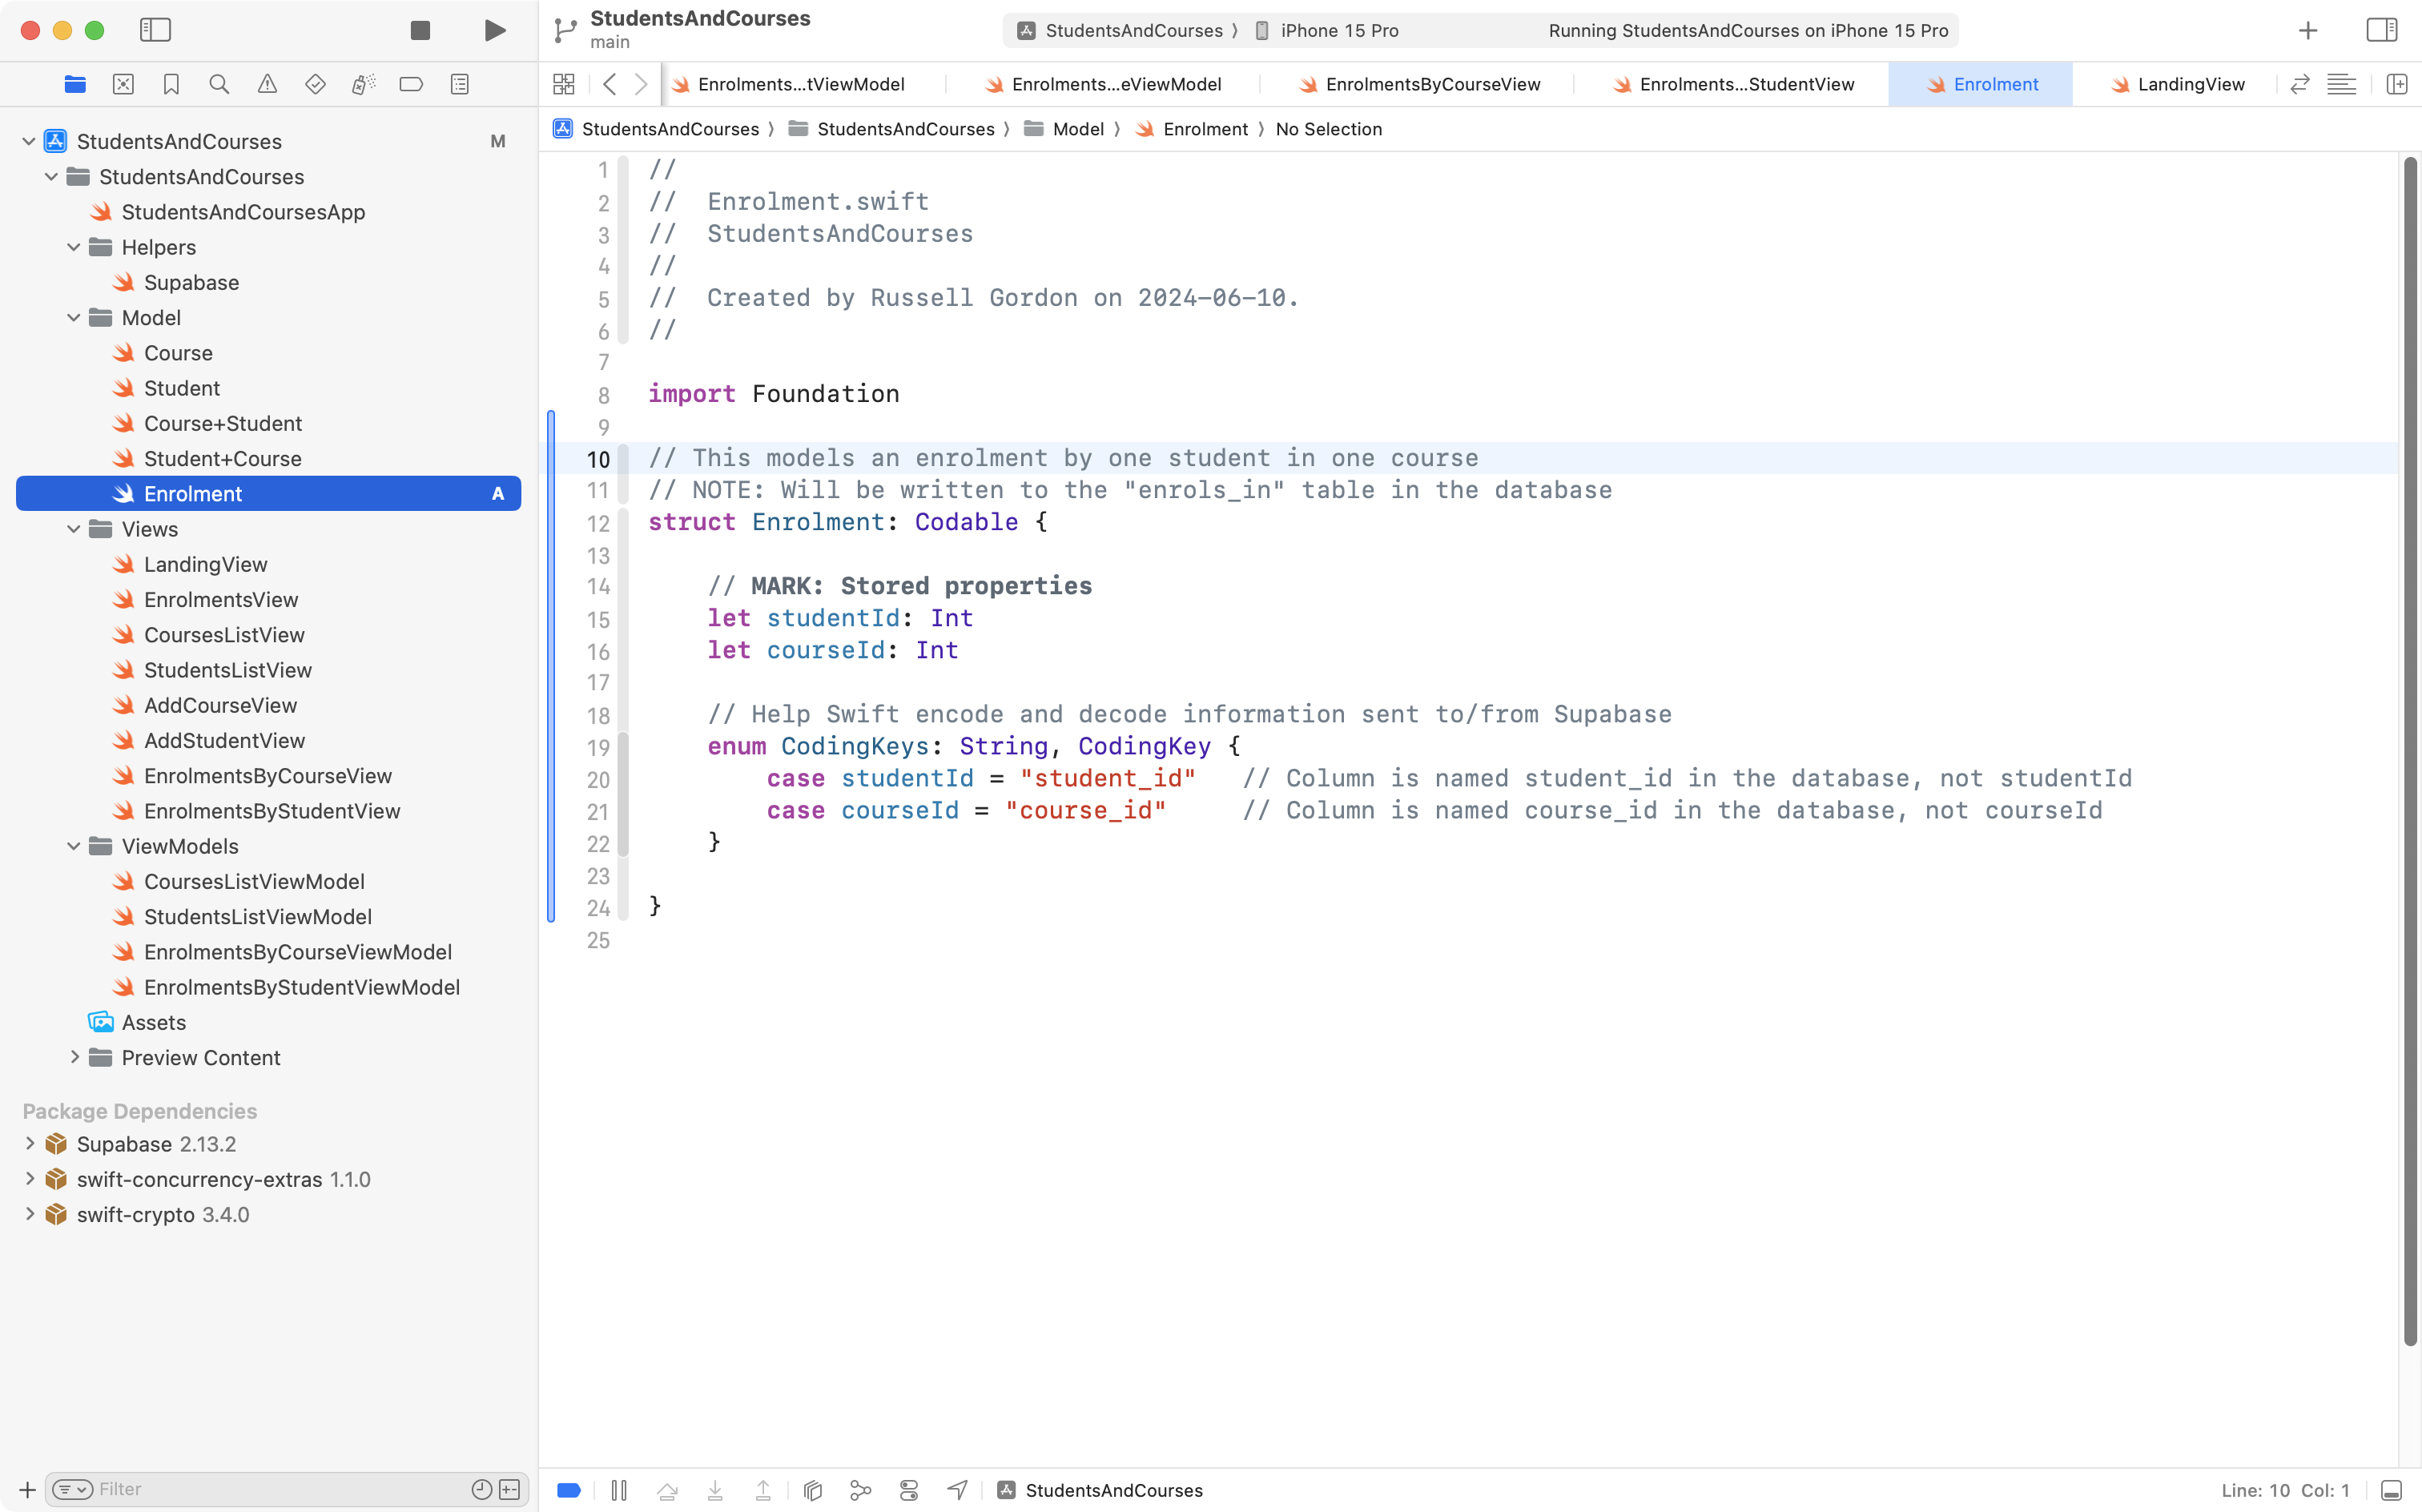 StudentsAndCourses
main
StudentsAndCourses
iPhone 15 Pro
Running StudentsAndCourses on iPhone 15 Pro
Enrolments...tViewModel
Enrolments...eViewModel
EnrolmentsByCourseView
Enrolments...StudentView
Enrolment
LandingView
StudentsAndCourses
StudentsAndCourses
Model
Enrolment
No Selection
StudentsAndCourses M
StudentsAndCourses
StudentsAndCoursesApp
Helpers
Supabase
Model
Course
Student
Course+Student
Student+Course
Enrolment A
Views
LandingView
EnrolmentsView
CoursesListView
StudentsListView
AddCourseView
AddStudentView
EnrolmentsByCourseView
EnrolmentsByStudentView
ViewModels
CoursesListViewModel
StudentsListViewModel
EnrolmentsByCourseViewModel
EnrolmentsByStudentViewModel
Assets
Preview Content
Package Dependencies
Supabase 2.13.2
swift-concurrency-extras 1.1.0
swift-crypto 3.4.0
Filter
1 //
2 //  Enrolment.swift
3 //  StudentsAndCourses
4 //
5 //  Created by Russell Gordon on 2024-06-10.
6 //
7
8 import Foundation
9
10 // This models an enrolment by one student in one course
11 // NOTE: Will be written to the "enrols_in" table in the database
12 struct Enrolment: Codable {
13
14     // MARK: Stored properties
15     let studentId: Int
16     let courseId: Int
17
18     // Help Swift encode and decode information sent to/from Supabase
19     enum CodingKeys: String, CodingKey {
20         case studentId = "student_id"   // Column is named student_id in the database, not studentId
21         case courseId = "course_id"     // Column is named course_id in the database, not courseId
22     }
23
24 }
25
StudentsAndCourses
Line: 10 Col: 1